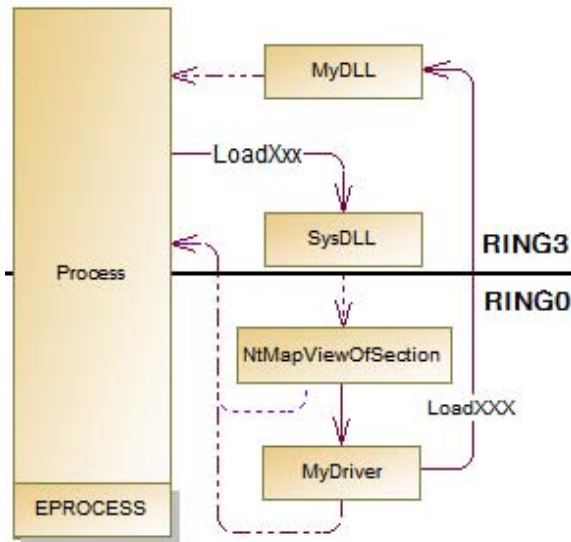 MyDLL
LoadXxx
SysDLL
RING3
Process
RING0
NtMapViewOfSection
LoadXXX
MyDriver
EPROCESS